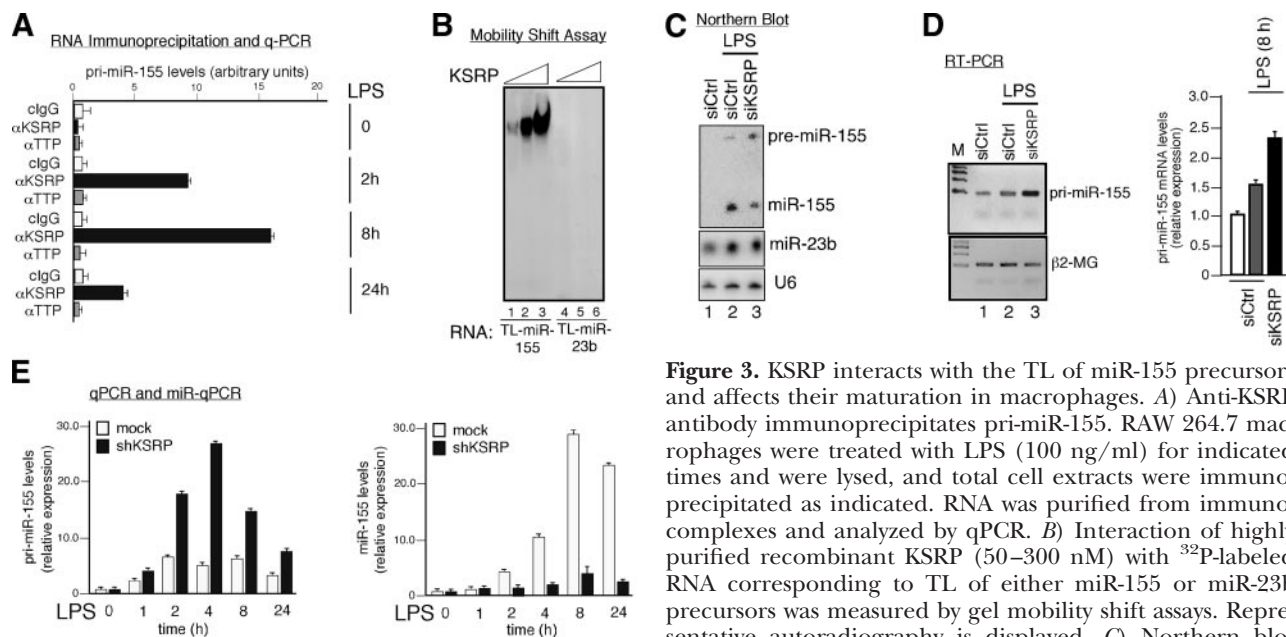 A
RNA Immunoprecipitation and q-PCR
pri-miR-155 levels (arbitrary units)
LPS
0 5 10 15 20
cIgG
αKSRP
αTTP
0
cIgG
αKSRP
αTTP
2h
cIgG
αKSRP
αTTP
8h
cIgG
αKSRP
αTTP
24h
B
Mobility Shift Assay
KSRP
1 2 3 4 5 6
RNA: TL-miR-155 TL-miR-23b
C
Northern Blot
LPS
siCtrl siCtrl siKSRP
pre-miR-155
miR-155
miR-23b
U6
1 2 3
D
RT-PCR
LPS
M siCtrl siCtrl siKSRP
pri-miR-155
β2-MG
1 2 3
LPS (8 h)
pri-miR-155 mRNA levels
(relative expression)
3.0
2.5
2.0
1.5
1.0
0.5
0
siCtrl siKSRP
E
qPCR and miR-qPCR
mock
shKSRP
pri-miR-155 levels
(relative expression)
30.0
20.0
10.0
0
LPS 0 1 2 4 8 24
time (h)
mock
shKSRP
miR-155 levels
(relative expression)
30.0
20.0
10.0
0
LPS 0 1 2 4 8 24
time (h)
Figure 3. KSRP interacts with the TL of miR-155 precursor
and affects their maturation in macrophages. A) Anti-KSRP
antibody immunoprecipitates pri-miR-155. RAW 264.7 mac
rophages were treated with LPS (100 ng/ml) for indicated
times and were lysed, and total cell extracts were immuno
precipitated as indicated. RNA was purified from immuno
complexes and analyzed by qPCR. B) Interaction of highl
purified recombinant KSRP (50–300 nM) with ³²P-labeled
RNA corresponding to TL of either miR-155 or miR-23b
precursors was measured by gel mobility shift assays. Repre
sentative autoradiography is displayed. C) Northern blo